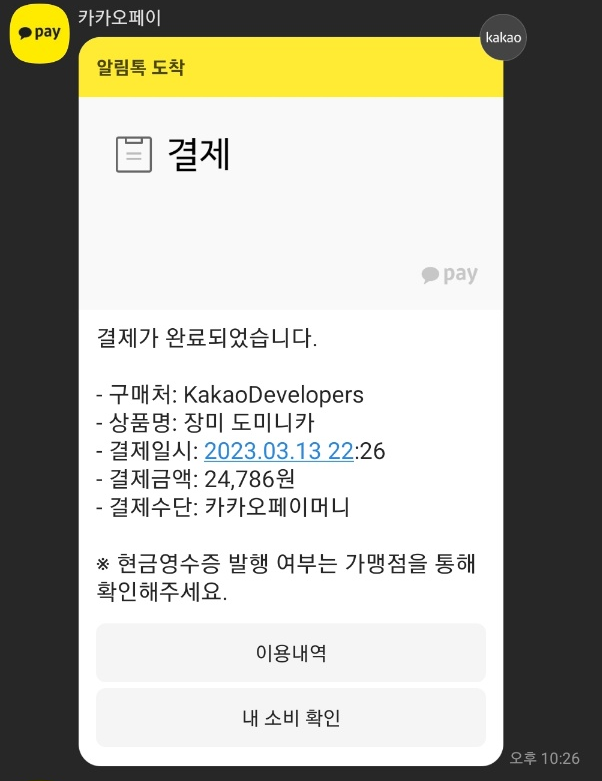 pay
카카오페이
kakao
알림톡 도착
결제
pay
결제가 완료되었습니다.
- 구매처: KakaoDevelopers
- 상품명: 장미 도미니카
- 결제일시: 2023.03.13 22:26
- 결제금액: 24,786원
- 결제수단: 카카오페이머니
※ 현금영수증 발행 여부는 가맹점을 통해
확인해주세요.
이용내역
내 소비 확인
오후 10:26